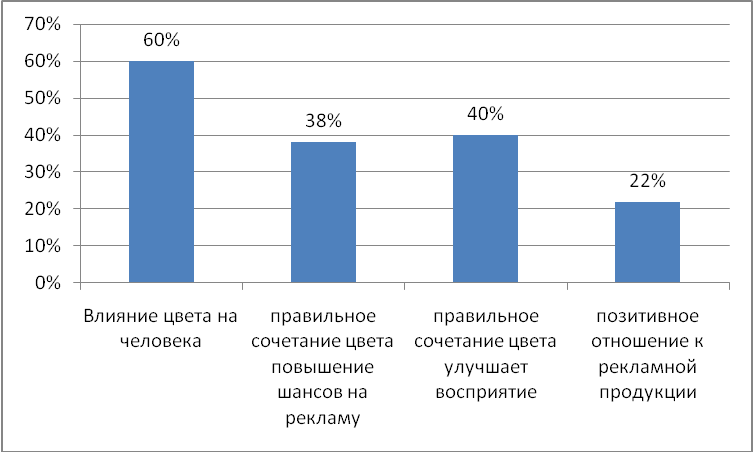 70%
60%
50%
40%
30%
20%
10%
0%
60%
38%
40%
22%
Влияние цвета на
человека
правильное
сочетание цвета
повышение
шансов на
рекламу
правильное
сочетание цвета
улучшает
восприятие
позитивное
отношение к
рекламной
продукции